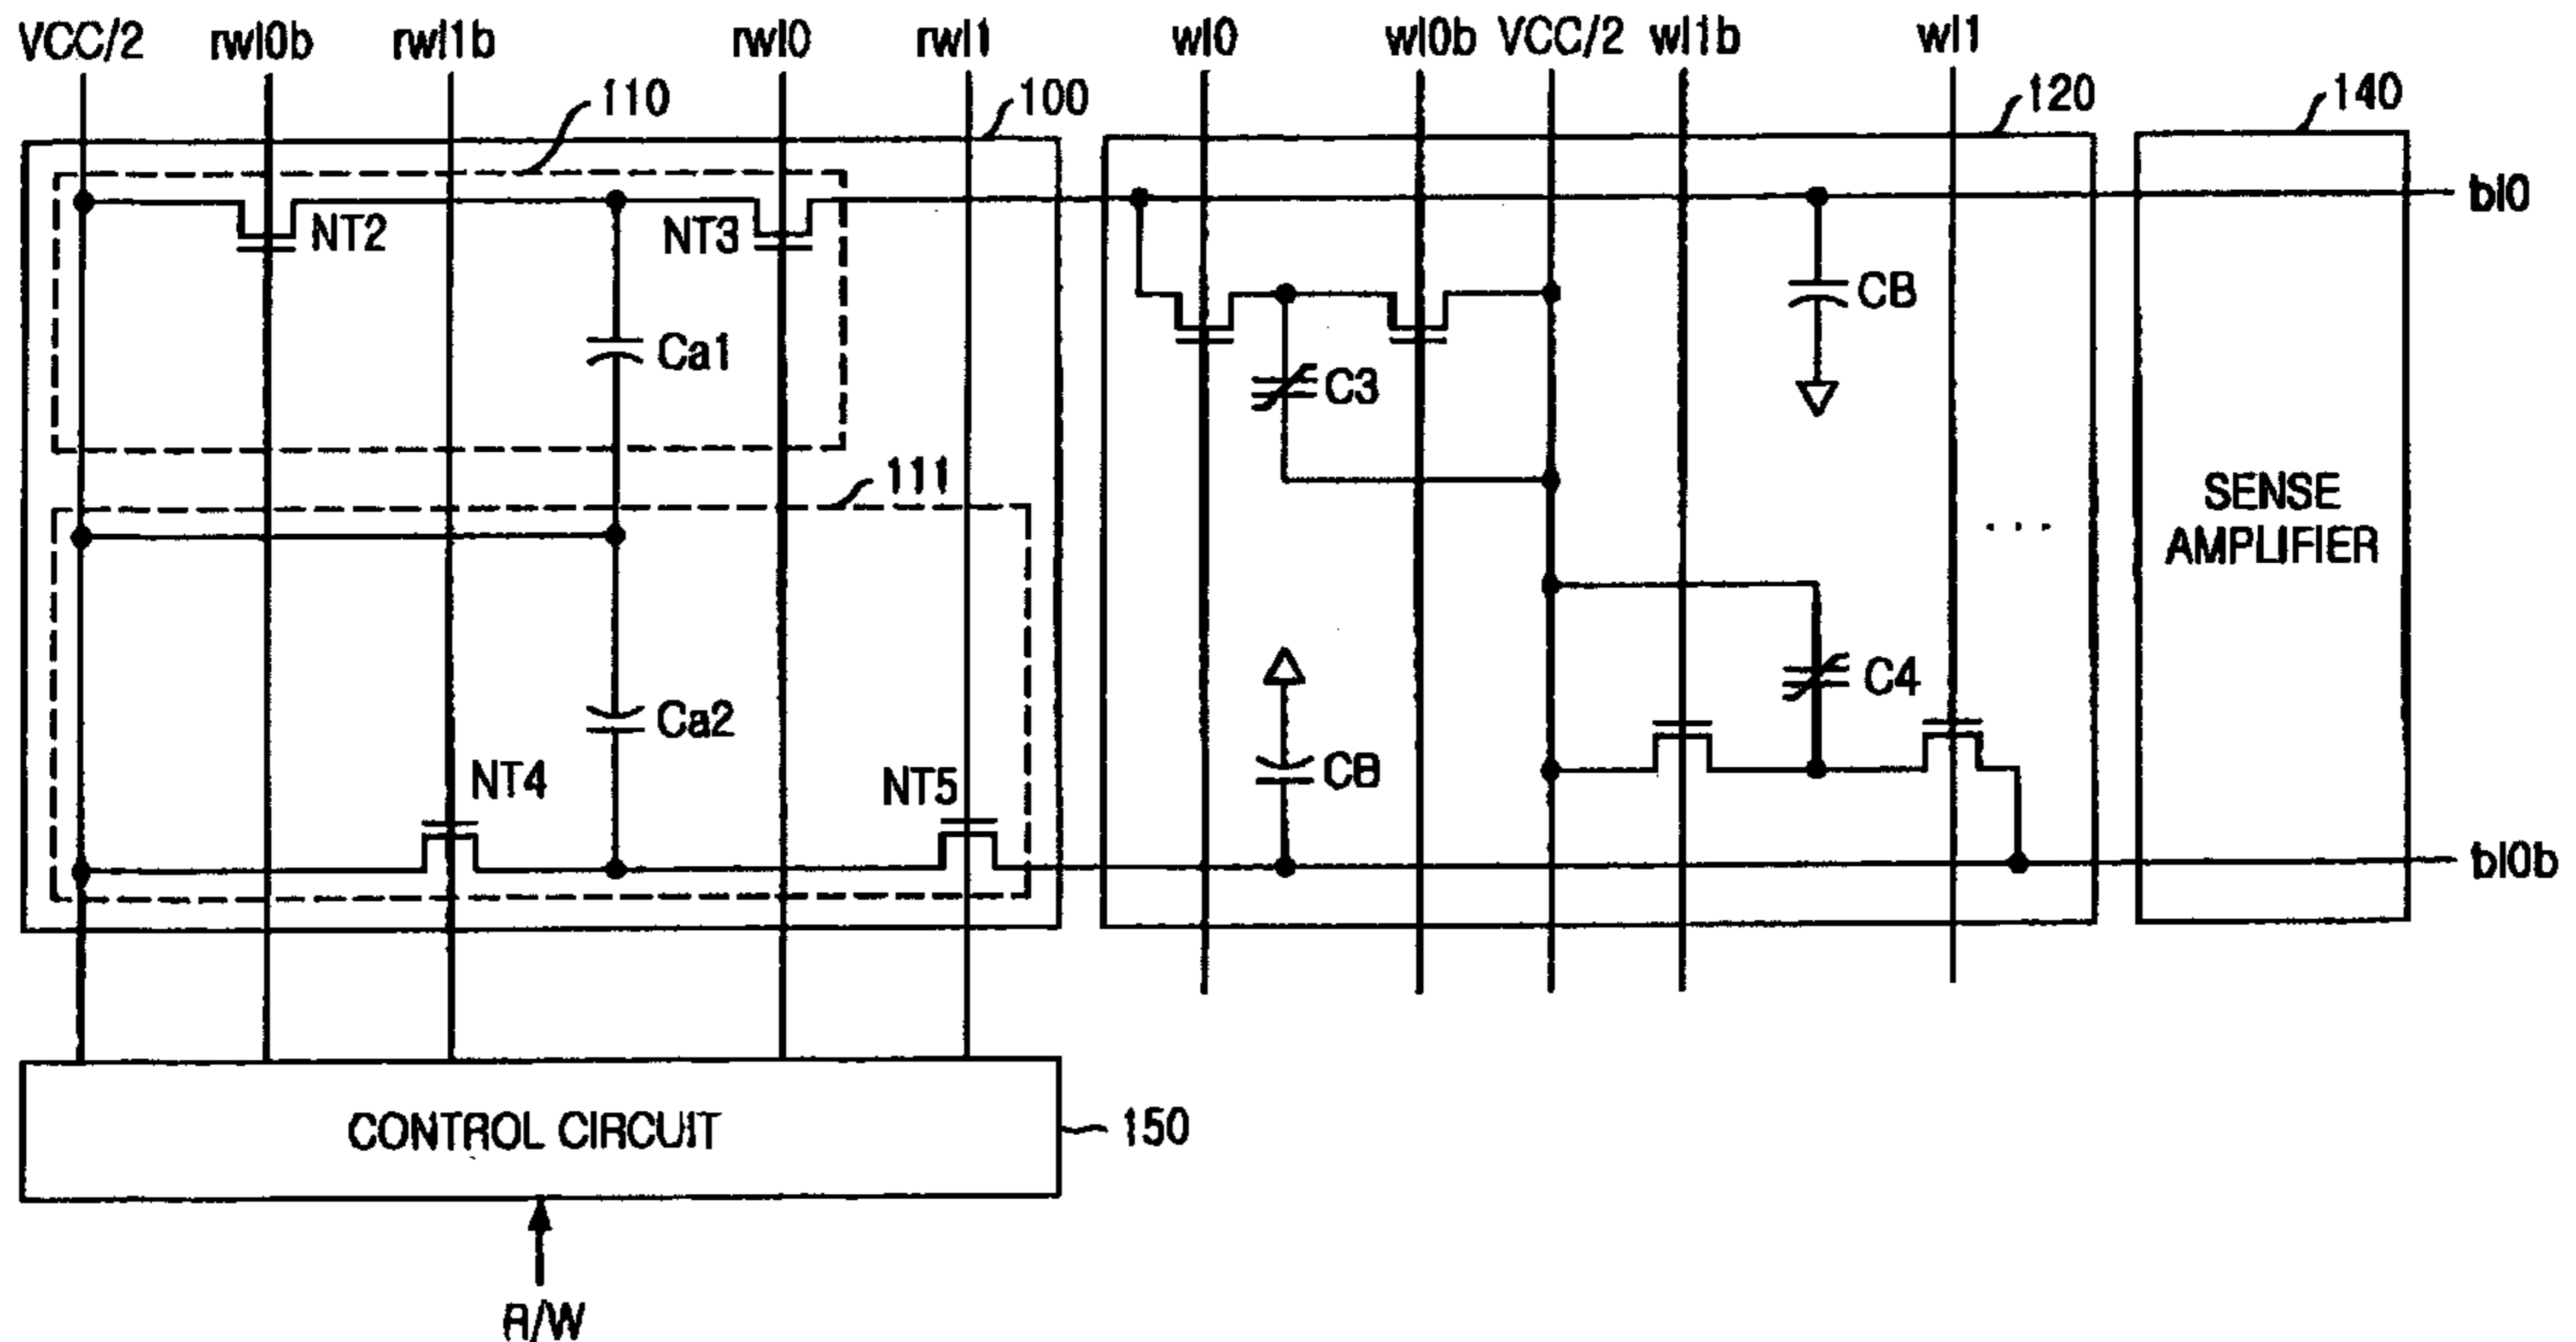 VCC/2 rwl0b rwl1b rwl0 rwl1 wl0 wl0b VCC/2 wl1b wl1
110 100 120 140
bl0
NT2 NT3
CB
Ca1
C3
111
SENSE
AMPLIFIER
...
C4
Ca2
CB
NT4 NT5
bl0b
CONTROL CIRCUIT
150
R/W